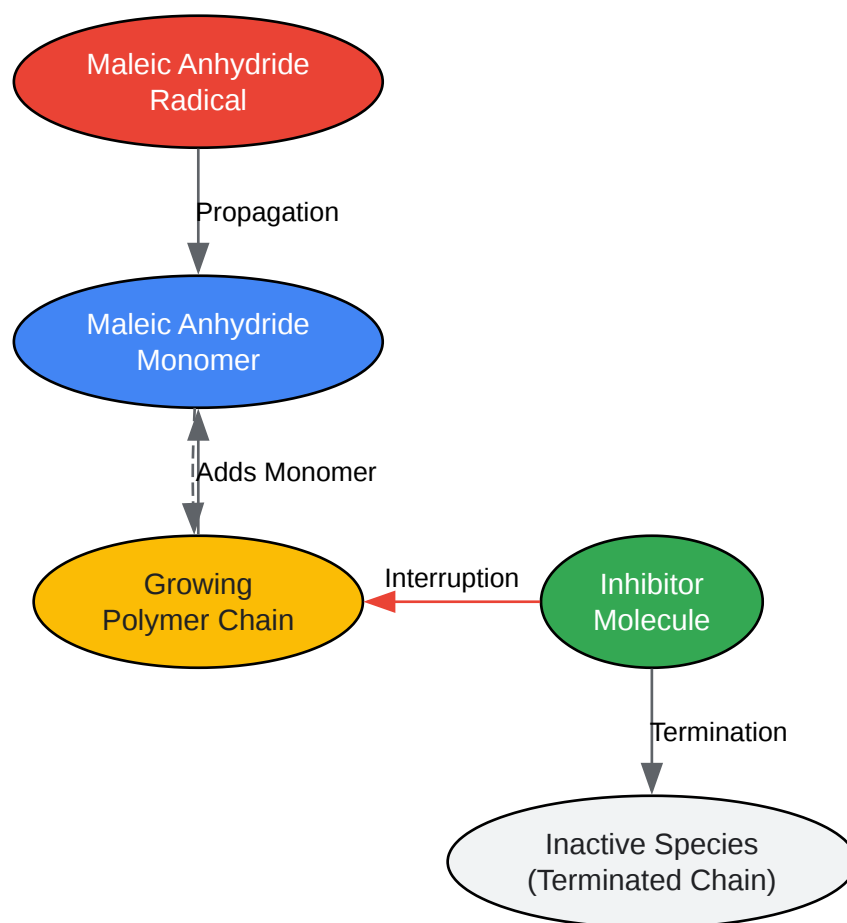 Maleic Anhydride
Radical
Propagation
Maleic Anhydride
Monomer
Adds Monomer
Growing
Polymer Chain
Interruption
Inhibitor
Molecule
Termination
Inactive Species
(Terminated Chain)